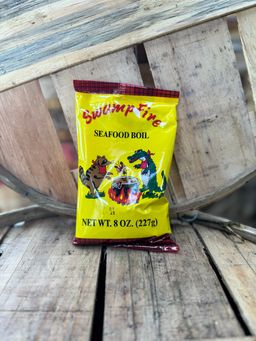 Swamp Fire
SEAFOOD BOIL
NET WT. 8 OZ. (227g)